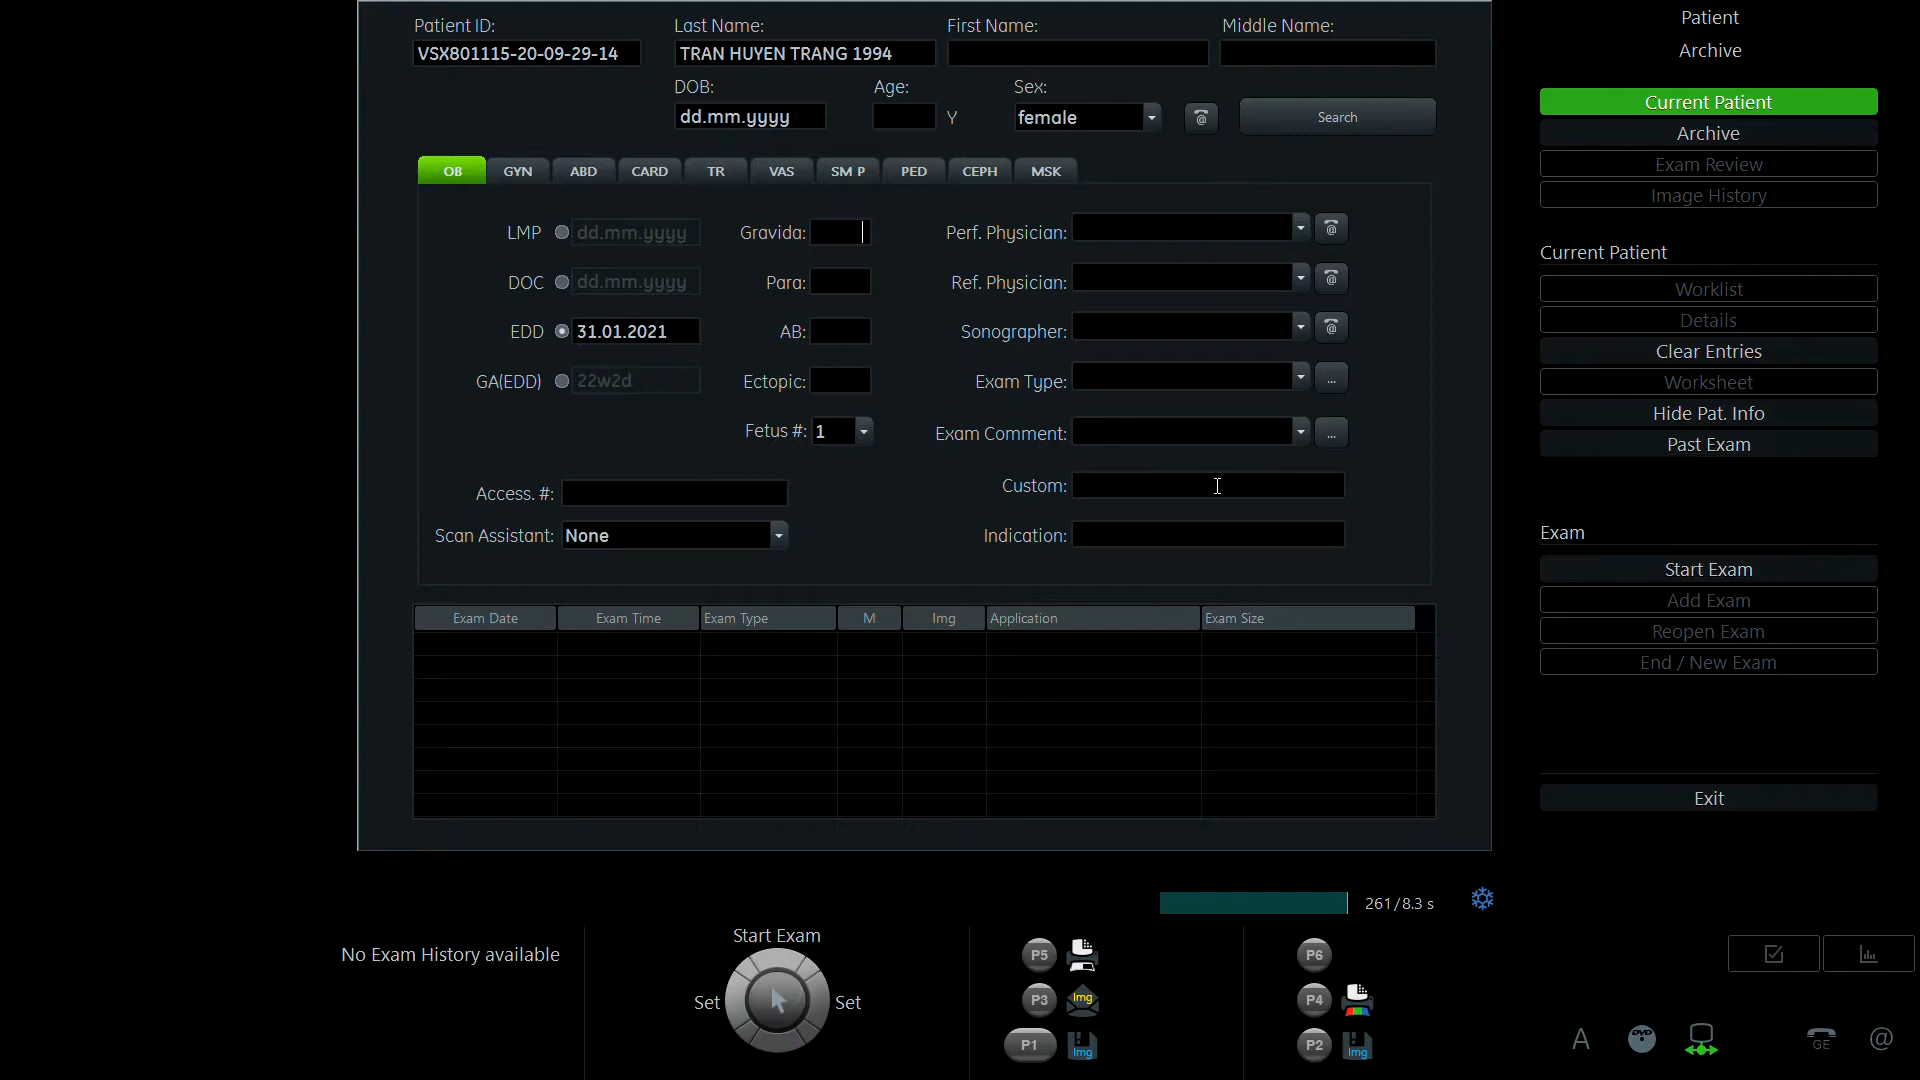 Patient ID: Last Name: First Name: Middle Name:
VSX801115-20-09-29-14 TRAN HUYEN TRANG 1994
DOB: Age: Sex:
dd.mm.yyyy Y female Search
OB GYN ABD CARD TR VAS SM P PED CEPH MSK
LMP dd.mm.yyyy Gravida: Perf. Physician:
DOC dd.mm.yyyy Para: Ref. Physician:
EDD 31.01.2021 AB: Sonographer:
GA(EDD) 22w2d Ectopic: Exam Type: ...
Fetus #: 1 Exam Comment: ...
Access. #: Custom:
Scan Assistant: None Indication:
Exam Date Exam Time Exam Type M Img Application Exam Size
261/8.3 s
No Exam History available
Start Exam
Set Set
P5 P6
P3 Img P4
P1 Img P2 Img
Patient
Archive
Current Patient
Archive
Exam Review
Image History
Current Patient
Worklist
Details
Clear Entries
Worksheet
Hide Pat. Info
Past Exam
Exam
Start Exam
Add Exam
Reopen Exam
End / New Exam
Exit
A DVD GE @